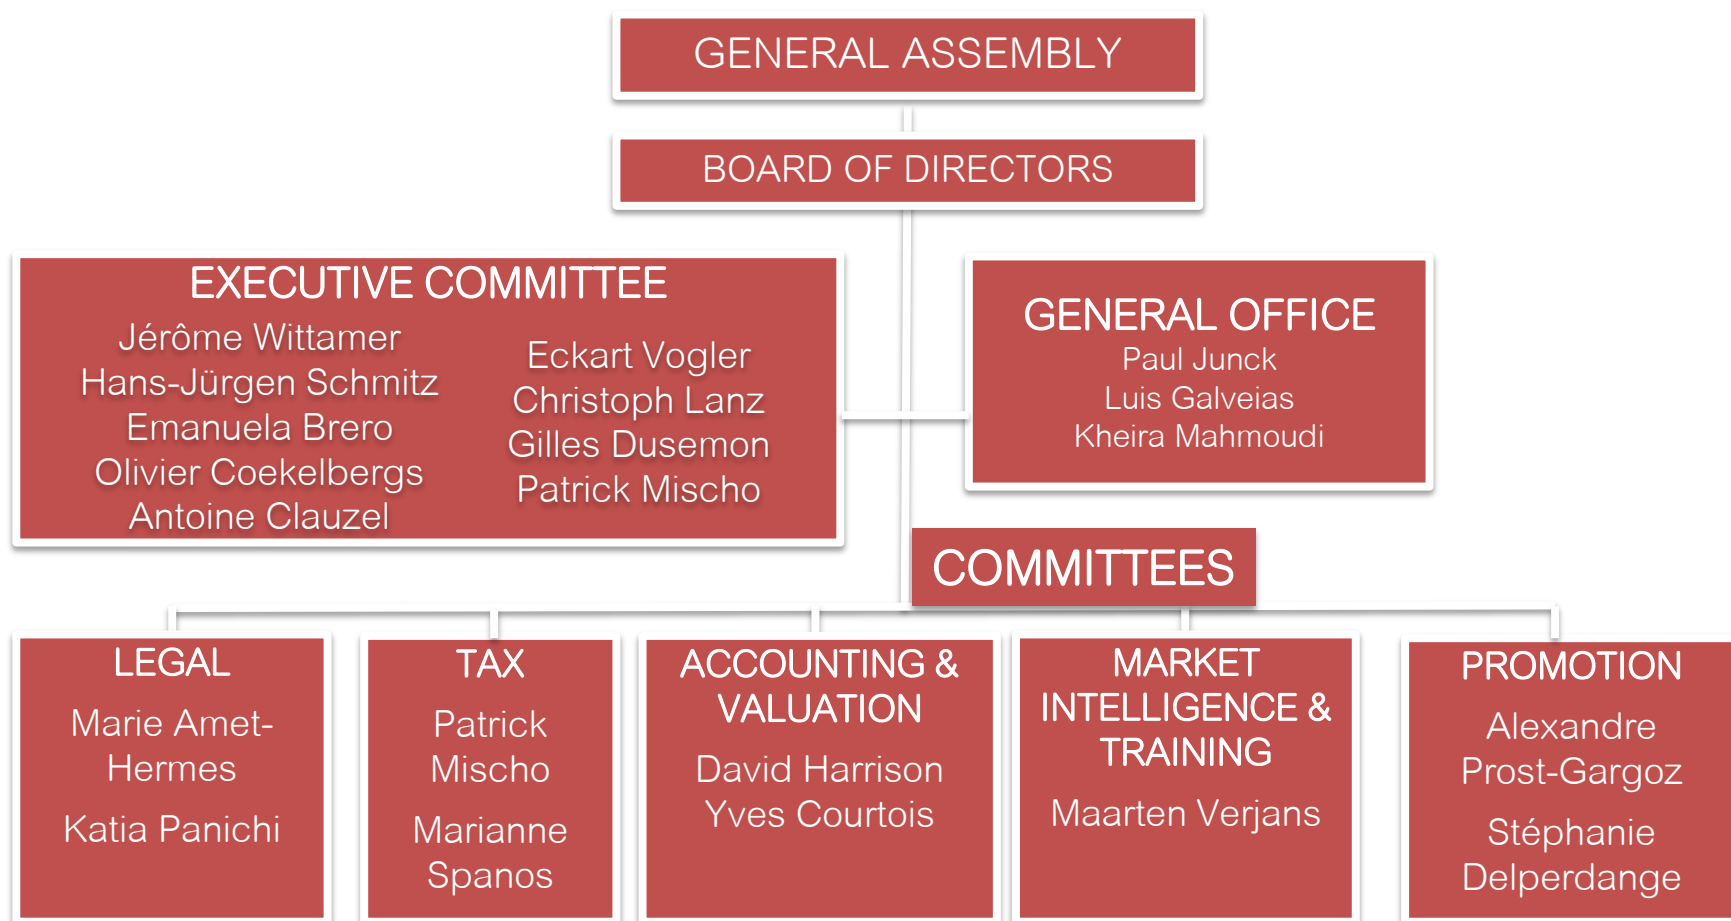 GENERAL ASSEMBLY
BOARD OF DIRECTORS
EXECUTIVE COMMITTEE
Jérôme Wittamer
Hans-Jürgen Schmitz
Emanuela Brero
Olivier Coekelbergs
Antoine Clauzel
Eckart Vogler
Christoph Lanz
Gilles Dusemon
Patrick Mischo
GENERAL OFFICE
Paul Junck
Luis Galveias
Kheira Mahmoudi
COMMITTEES
LEGAL
Marie Amet-
Hermes
Katia Panichi
TAX
Patrick
Mischo
Marianne
Spanos
ACCOUNTING &
VALUATION
David Harrison
Yves Courtois
MARKET
INTELLIGENCE &
TRAINING
Maarten Verjans
PROMOTION
Alexandre
Prost-Gargoz
Stéphanie
Delperdange